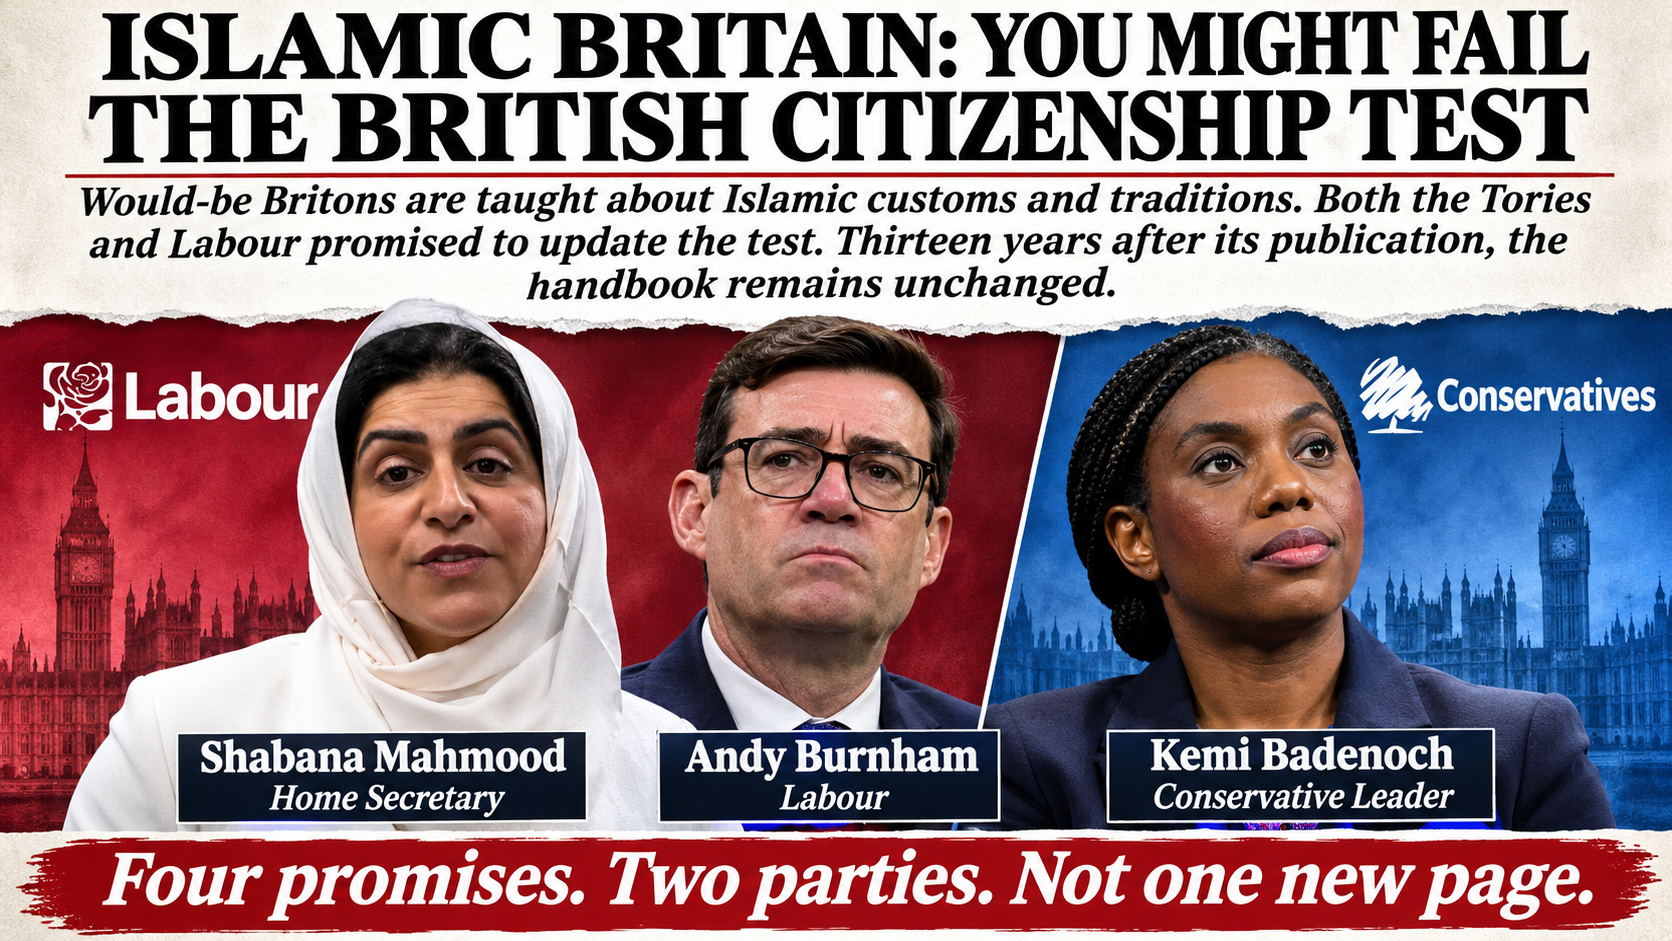 ISLAMIC BRITAIN: YOU MIGHT FAIL
THE BRITISH CITIZENSHIP TEST
Would-be Britons are taught about Islamic customs and traditions. Both the Tories
and Labour promised to update the test. Thirteen years after its publication, the
handbook remains unchanged.
Labour
Conservatives
Shabana Mahmood
Home Secretary
Andy Burnham
Labour
Kemi Badenoch
Conservative Leader
Four promises. Two parties. Not one new page.